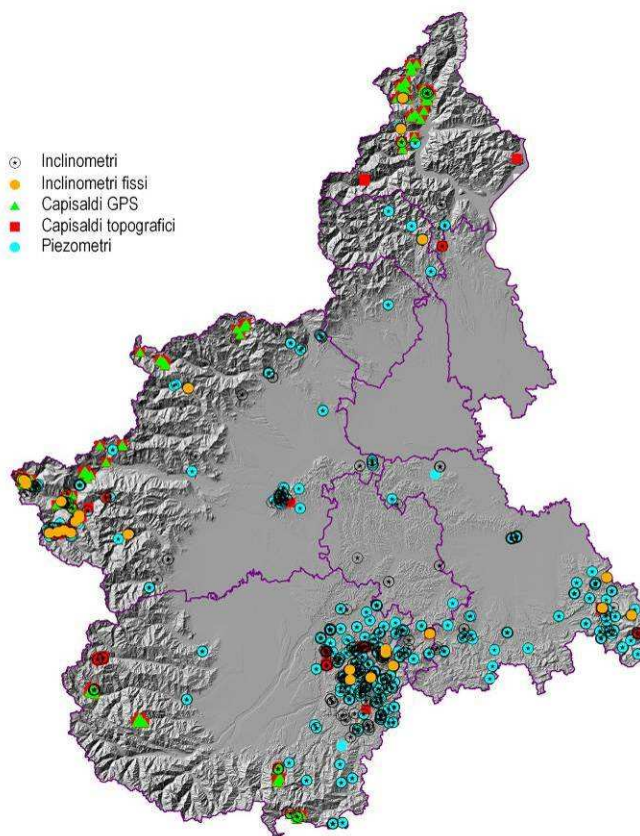 Inclinometri
Inclinometri fissi
Capisaldi GPS
Capisaldi topografici
Piezometri